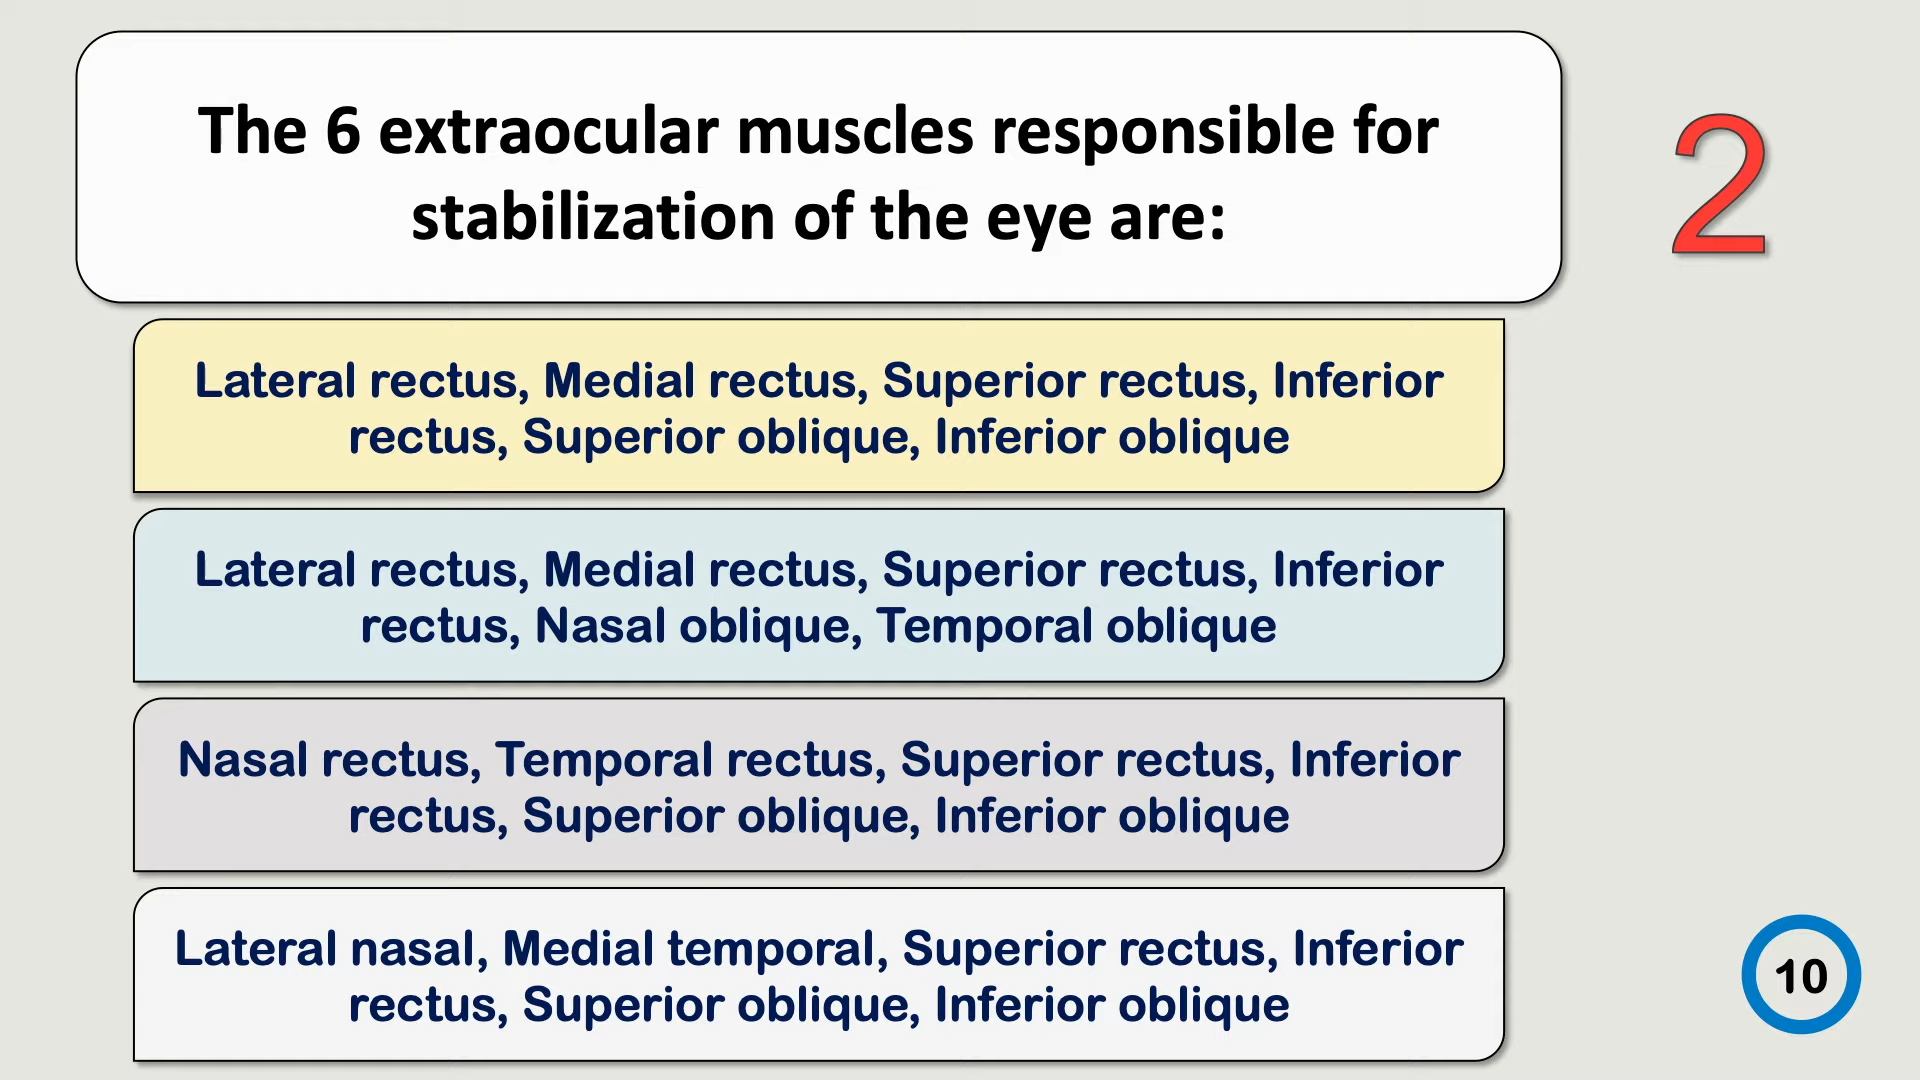 The 6 extraocular muscles responsible for
stabilization of the eye are:
2
Lateral rectus, Medial rectus, Superior rectus, Inferior
rectus, Superior oblique, Inferior oblique
Lateral rectus, Medial rectus, Superior rectus, Inferior
rectus, Nasal oblique, Temporal oblique
Nasal rectus, Temporal rectus, Superior rectus, Inferior
rectus, Superior oblique, Inferior oblique
Lateral nasal, Medial temporal, Superior rectus, Inferior
rectus, Superior oblique, Inferior oblique
10